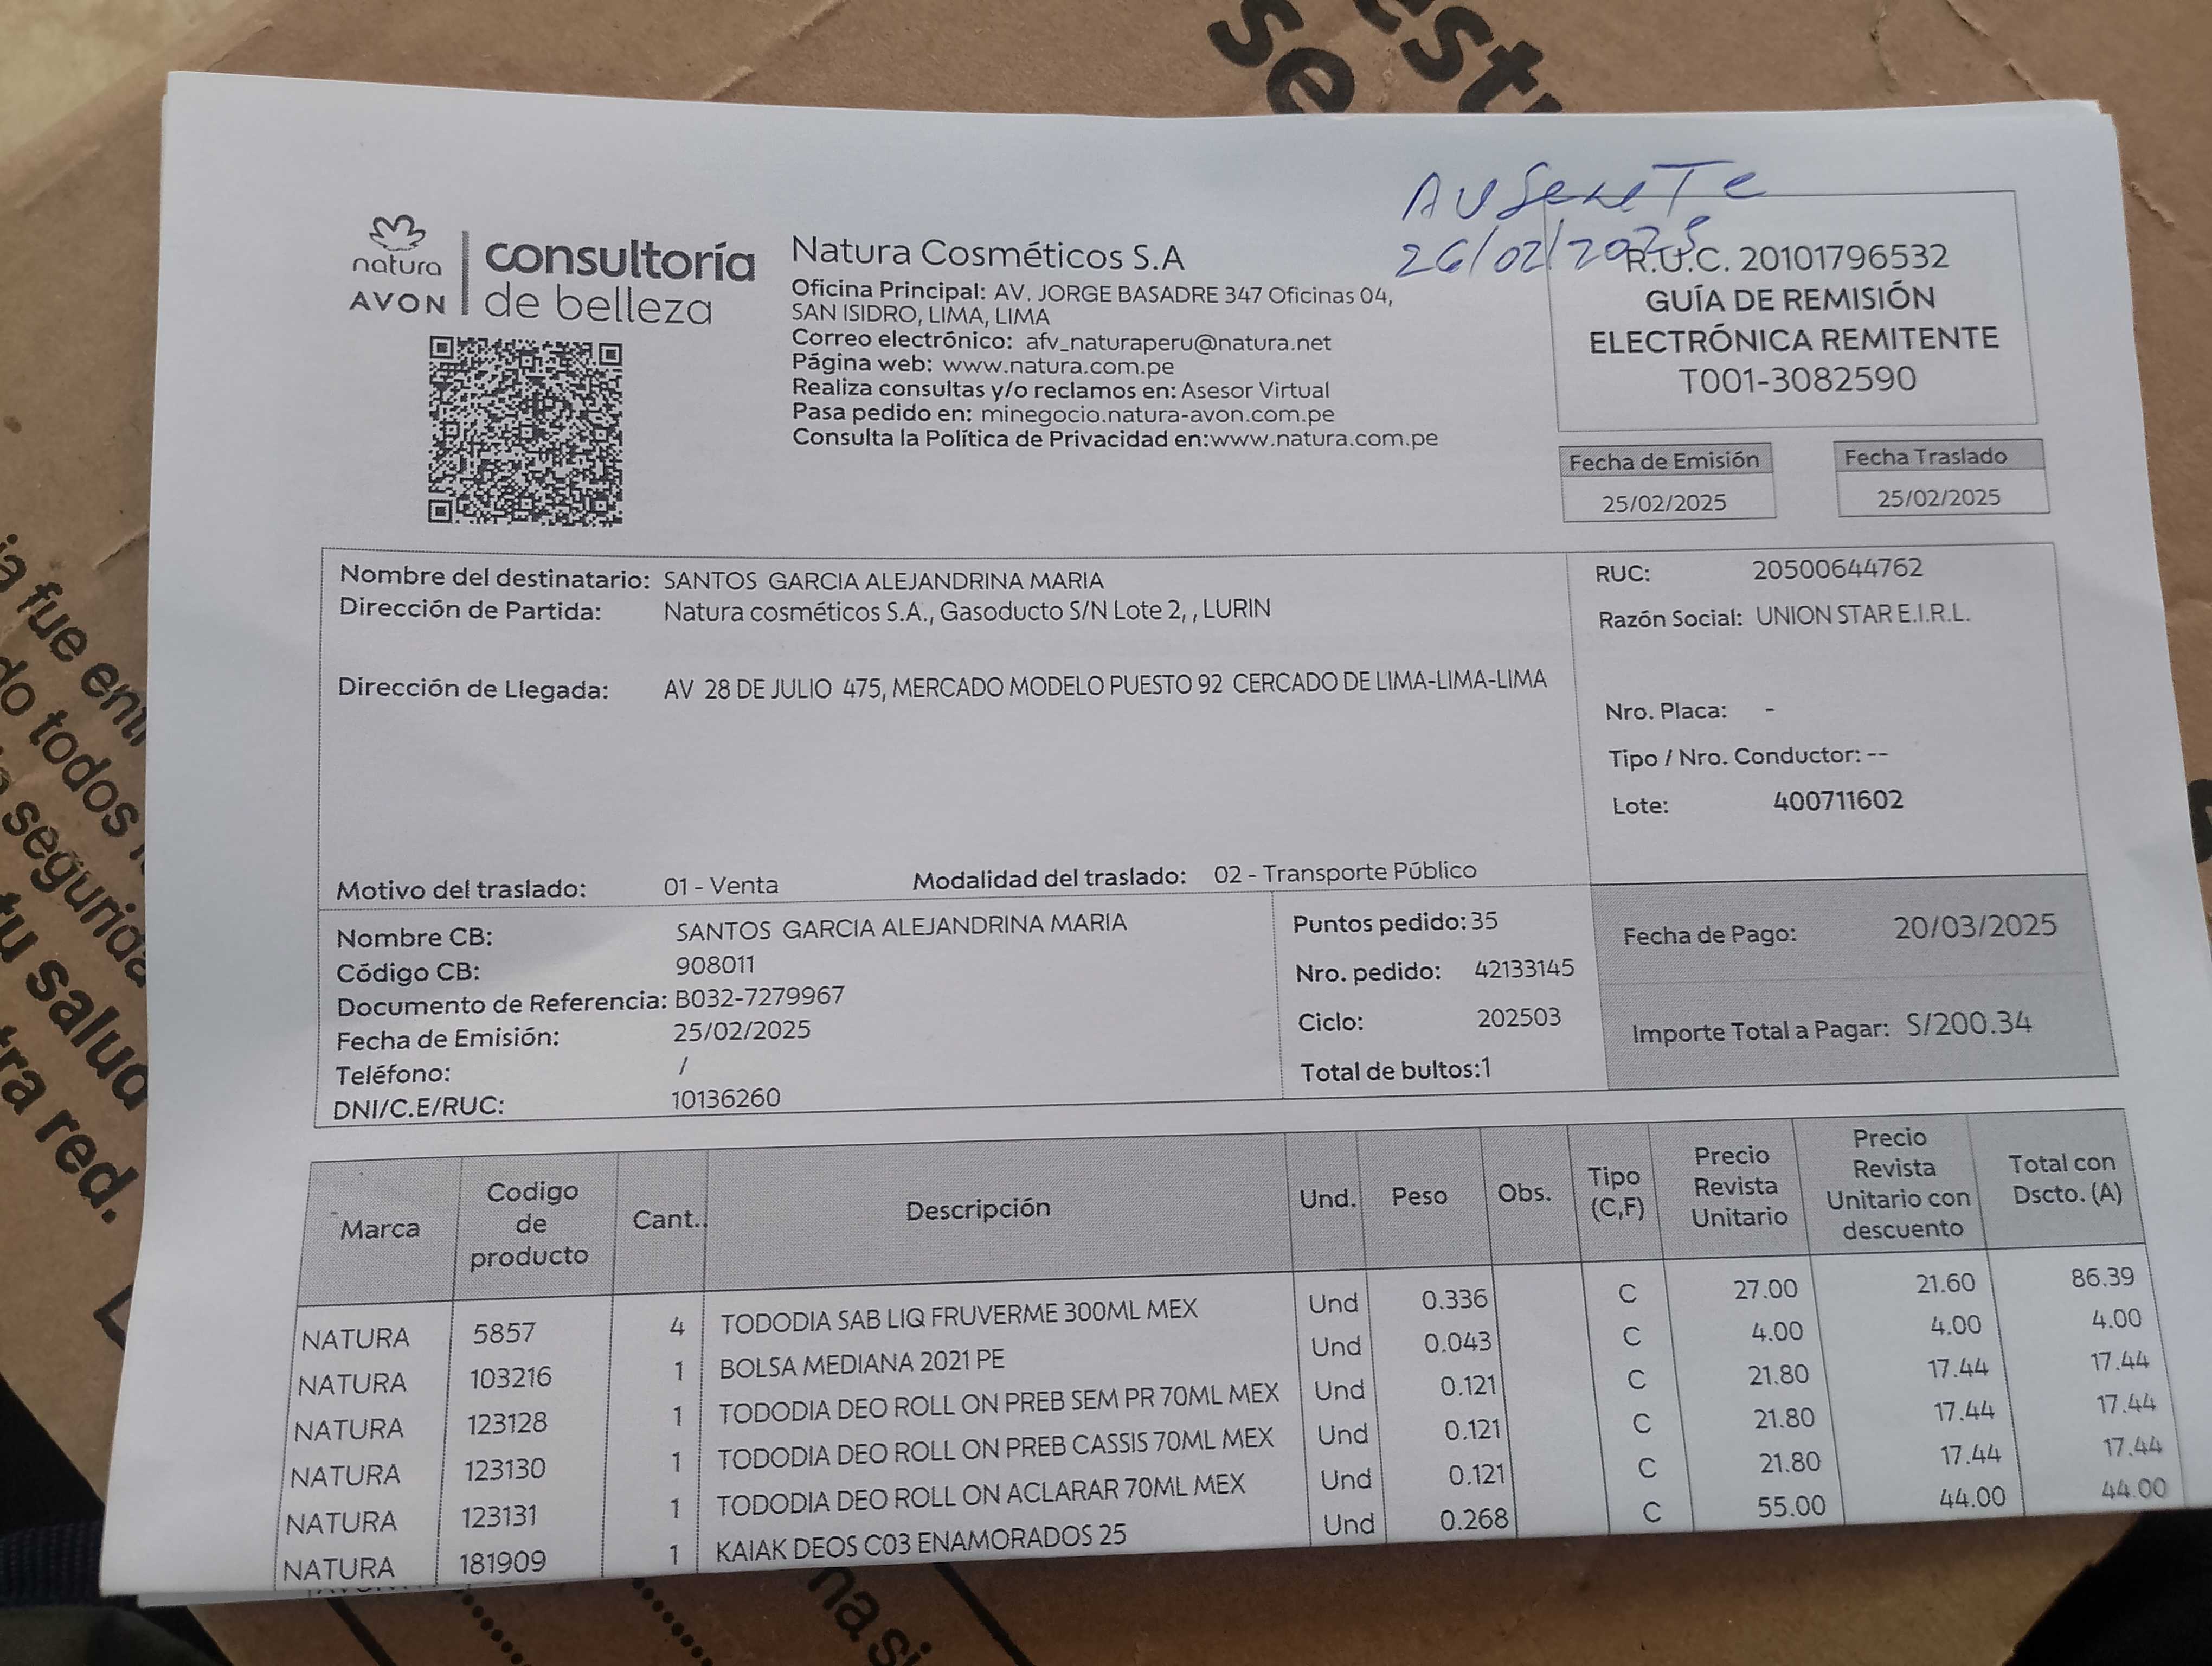 est
se
AUSENTE
26/02/2025
natura
AVON
consultoría
de belleza
Natura Cosméticos S.A
Oficina Principal: AV. JORGE BASADRE 347 Oficinas 04,
SAN ISIDRO, LIMA, LIMA
Correo electrónico: afv_naturaperu@natura.net
Página web: www.natura.com.pe
Realiza consultas y/o reclamos en: Asesor Virtual
Pasa pedido en: minegocio.natura-avon.com.pe
Consulta la Política de Privacidad en:www.natura.com.pe
R.U.C. 20101796532
GUÍA DE REMISIÓN
ELECTRÓNICA REMITENTE
T001-3082590
Fecha de Emisión Fecha Traslado
25/02/2025 25/02/2025
Nombre del destinatario: SANTOS GARCIA ALEJANDRINA MARIA
Dirección de Partida: Natura cosméticos S.A., Gasoducto S/N Lote 2, , LURIN
Dirección de Llegada: AV 28 DE JULIO 475, MERCADO MODELO PUESTO 92 CERCADO DE LIMA-LIMA-LIMA
Motivo del traslado: 01 - Venta Modalidad del traslado: 02 - Transporte Público
RUC: 20500644762
Razón Social: UNION STAR E.I.R.L.
Nro. Placa: -
Tipo / Nro. Conductor: --
Lote: 400711602
Nombre CB: SANTOS GARCIA ALEJANDRINA MARIA
Código CB: 908011
Documento de Referencia: B032-7279967
Fecha de Emisión: 25/02/2025
Teléfono: /
DNI/C.E/RUC: 10136260
Puntos pedido: 35
Nro. pedido: 42133145
Ciclo: 202503
Total de bultos:1
Fecha de Pago: 20/03/2025
Importe Total a Pagar: S/200.34
Marca Codigo de producto Cant.. Descripción Und. Peso Obs. Tipo (C,F) Precio Revista Unitario Precio Revista Unitario con descuento Total con Dscto. (A)
NATURA 5857 4 TODODIA SAB LIQ FRUVERME 300ML MEX Und 0.336 C 27.00 21.60 86.39
NATURA 103216 1 BOLSA MEDIANA 2021 PE Und 0.043 C 4.00 4.00 4.00
NATURA 123128 1 TODODIA DEO ROLL ON PREB SEM PR 70ML MEX Und 0.121 C 21.80 17.44 17.44
NATURA 123130 1 TODODIA DEO ROLL ON PREB CASSIS 70ML MEX Und 0.121 C 21.80 17.44 17.44
NATURA 123131 1 TODODIA DEO ROLL ON ACLARAR 70ML MEX Und 0.121 C 21.80 17.44 17.44
NATURA 181909 1 KAIAK DEOS C03 ENAMORADOS 25 Und 0.268 C 55.00 44.00 44.00
fue
do todos
segurida
tu salud
tra red.
na si